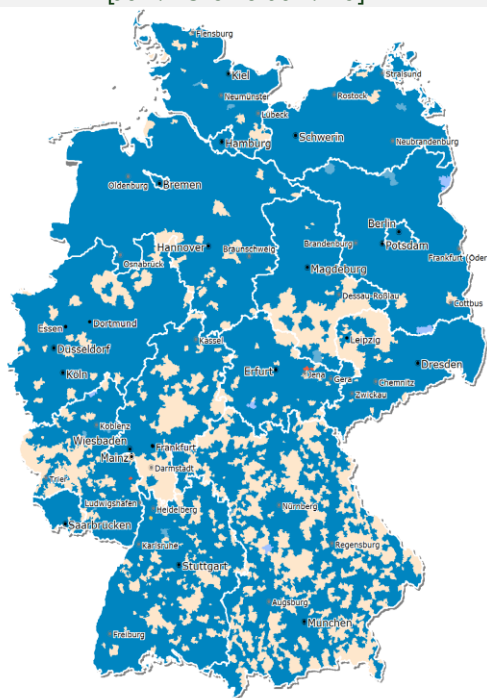 Flensburg
Kiel
Stralsund
Neumünster
Rostock
Lübeck
Schwerin
Hamburg
Neubrandenburg
Oldenburg
Bremen
Berlin
Hannover
Braunschweig
Brandenburg
Potsdam
Osnabrück
Frankfurt (Oder
Magdeburg
Dessau-Roßlau
Cottbus
Essen
Dortmund
Leipzig
Düsseldorf
Kassel
Dresden
Köln
Erfurt
Jena
Gera
Chemnitz
Zwickau
Koblenz
Wiesbaden
Frankfurt
Mainz
Darmstadt
Trier
Ludwigshafen
Heidelberg
Nürnberg
Saarbrücken
Karlsruhe
Regensburg
Stuttgart
Augsburg
München
Freiburg